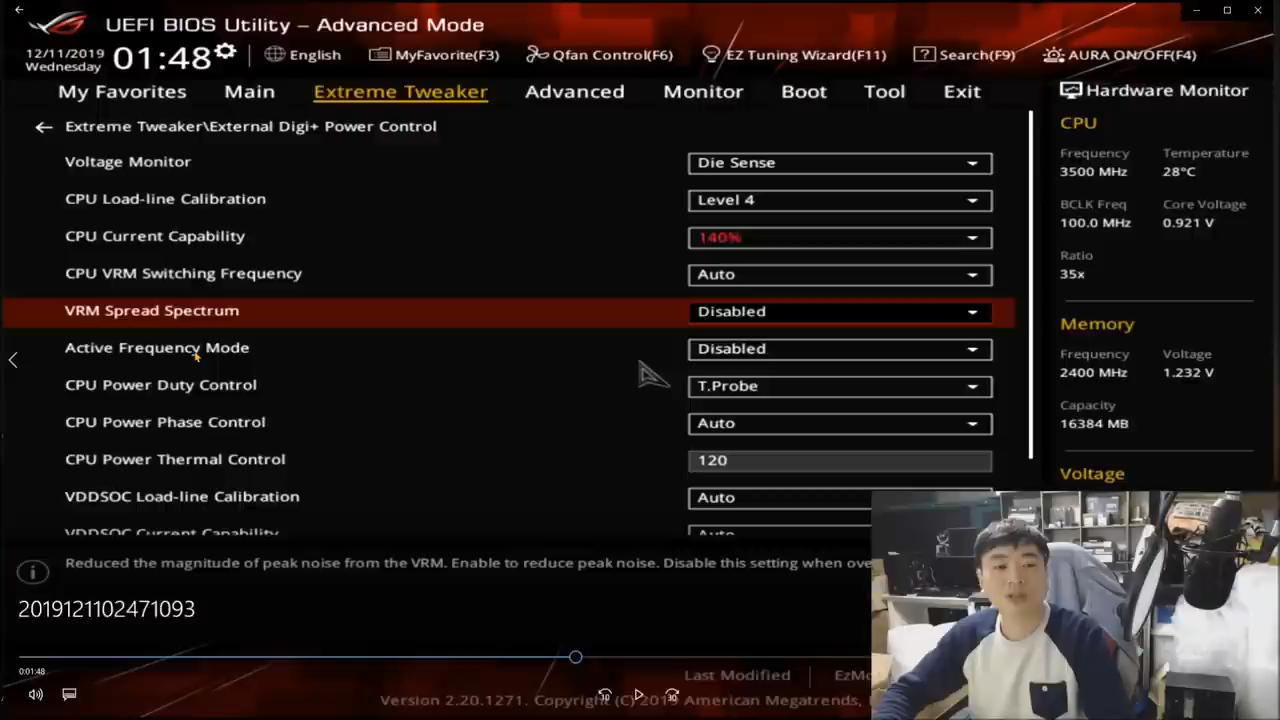 UEFI BIOS Utility – Advanced Mode
12/11/2019
Wednesday
01:48
English
MyFavorite(F3)
Qfan Control(F6)
EZ Tuning Wizard(F11)
Search(F9)
AURA ON/OFF(F4)
My Favorites
Main
Extreme Tweaker
Advanced
Monitor
Boot
Tool
Exit
Extreme Tweaker\External Digi+ Power Control
Voltage Monitor
Die Sense
CPU Load-line Calibration
Level 4
CPU Current Capability
140%
CPU VRM Switching Frequency
Auto
VRM Spread Spectrum
Disabled
Active Frequency Mode
Disabled
CPU Power Duty Control
T.Probe
CPU Power Phase Control
Auto
CPU Power Thermal Control
120
VDDSOC Load-line Calibration
Auto
VDDSOC Current Capability
Auto
Hardware Monitor
CPU
Frequency Temperature
3500 MHz 28°C
BCLK Freq Core Voltage
100.0 MHz 0.921 V
Ratio
35x
Memory
Frequency Voltage
2400 MHz 1.232 V
Capacity
16384 MB
Voltage
Reduced the magnitude of peak noise from the VRM. Enable to reduce peak noise. Disable this setting when ove
2019121102471093
0:01:48
10
30
Last Modified
EzMo
Version 2.20.1271. Copyright (C) 2019 American Megatrends,